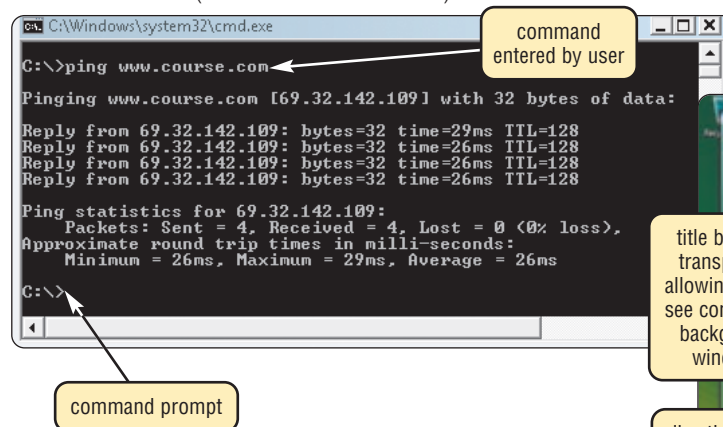 C:\Windows\system32\cmd.exe
command
entered by user
C:\>ping www.course.com
Pinging www.course.com [69.32.142.109] with 32 bytes of data:
Reply from 69.32.142.109: bytes=32 time=29ms TTL=128
Reply from 69.32.142.109: bytes=32 time=26ms TTL=128
Reply from 69.32.142.109: bytes=32 time=26ms TTL=128
Reply from 69.32.142.109: bytes=32 time=26ms TTL=128
Ping statistics for 69.32.142.109:
Packets: Sent = 4, Received = 4, Lost = 0 (0% loss),
Approximate round trip times in milli-seconds:
Minimum = 26ms, Maximum = 29ms, Average = 26ms
C:\>
command prompt
title
see